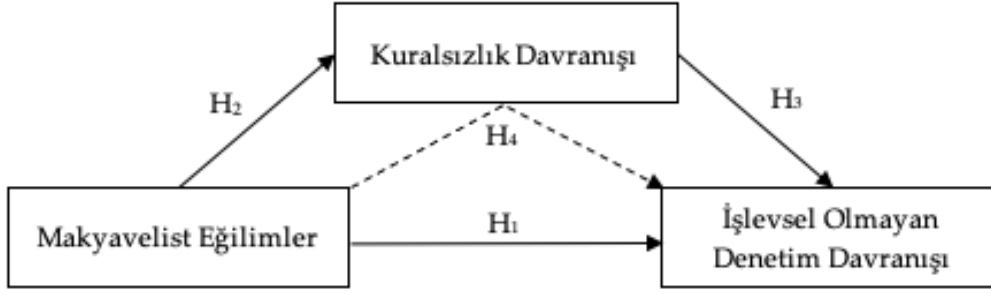 Kuralsızlık Davranışı
H₂
H₃
H₄
Makyavelist Eğilimler
H₁
İşlevsel Olmayan
Denetim Davranışı